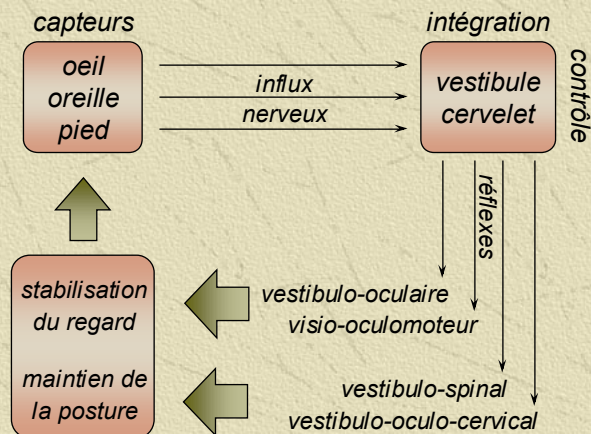 capteurs
oeil
oreille
pied
influx
nerveux
intégration
vestibule
cervelet
contrôle
réflexes
vestibulo-oculaire
visio-oculomoteur
vestibulo-spinal
vestibulo-oculo-cervical
stabilisation
du regard
maintien de
la posture